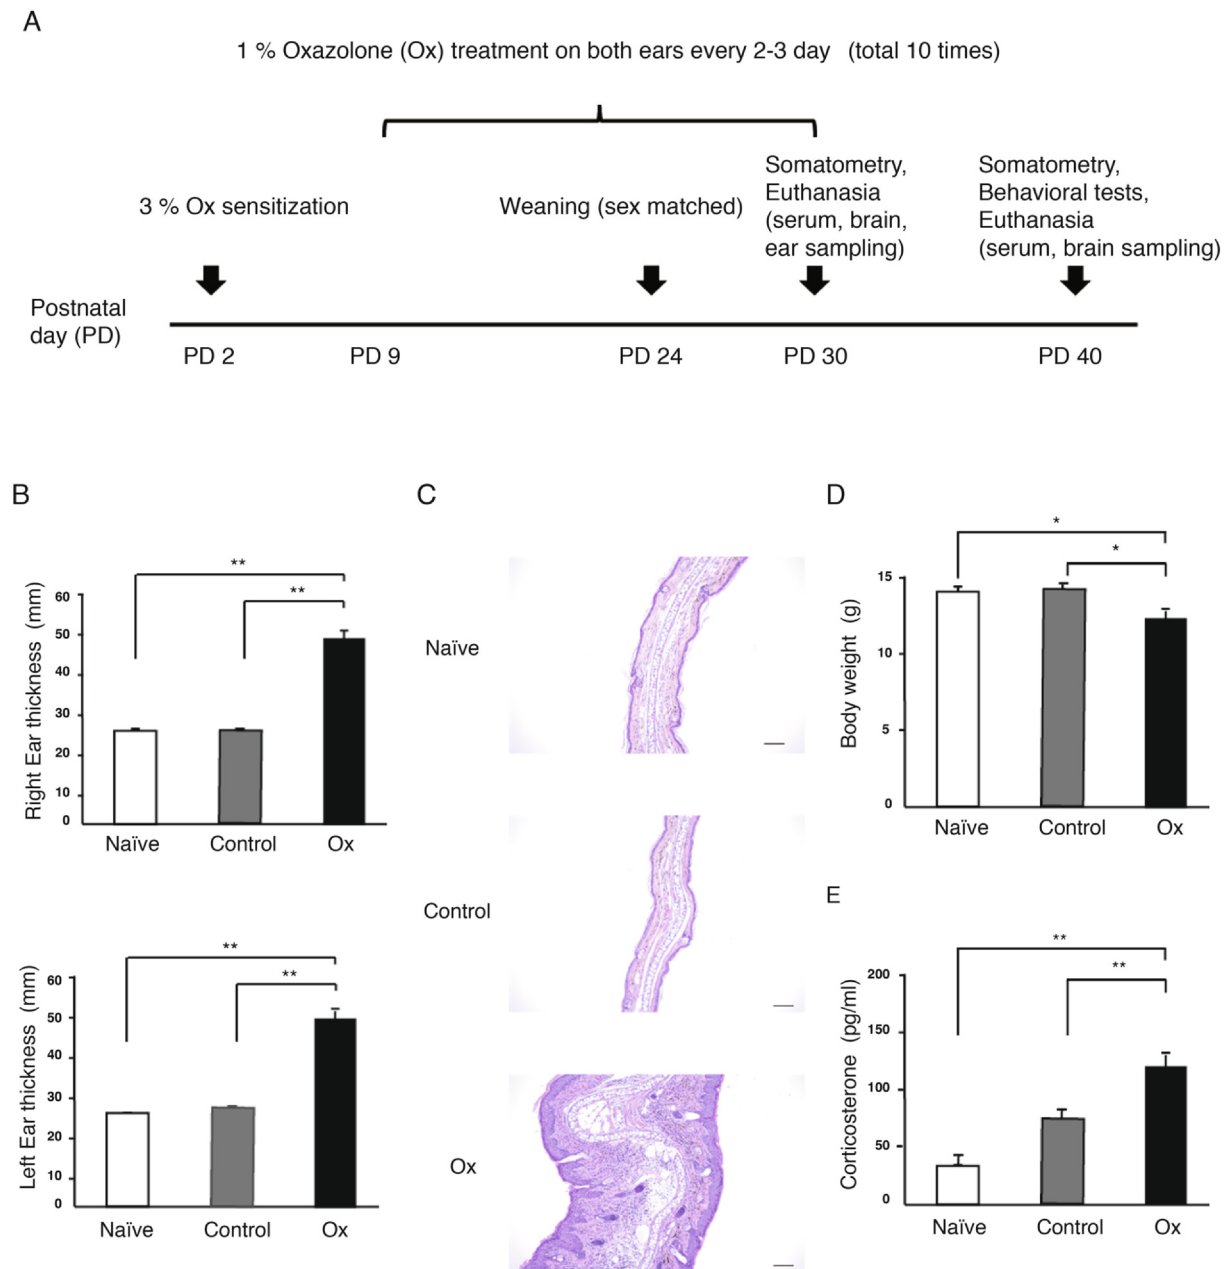 A
1 % Oxazolone (Ox) treatment on both ears every 2-3 day (total 10 times)
3 % Ox sensitization
Weaning (sex matched)
Somatometry,
Euthanasia
(serum, brain,
ear sampling)
Somatometry,
Behavioral tests,
Euthanasia
(serum, brain sampling)
Postnatal
day (PD)
PD 2
PD 9
PD 24
PD 30
PD 40
B
Right Ear thickness (mm)
60
50
40
30
20
10
0
**
**
Naïve
Control
Ox
Left Ear thickness (mm)
60
50
40
30
20
10
0
**
**
Naïve
Control
Ox
C
Naïve
Control
Ox
D
Body weight (g)
15
10
5
0
*
*
Naïve
Control
Ox
E
Corticosterone (pg/ml)
200
150
100
50
0
**
**
Naïve
Control
Ox